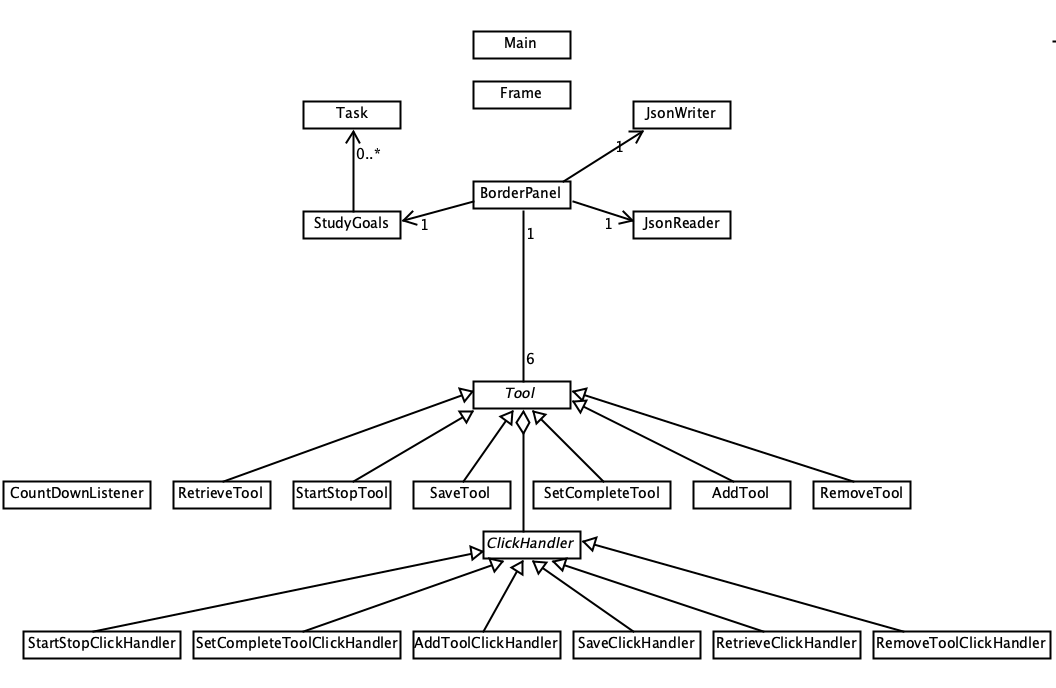 Main
Frame
Task
JsonWriter
0..*
1
BorderPanel
StudyGoals
1
1
1
JsonReader
6
Tool
CountDownListener
RetrieveTool
StartStopTool
SaveTool
SetCompleteTool
AddTool
RemoveTool
ClickHandler
StartStopClickHandler
SetCompleteToolClickHandler
AddToolClickHandler
SaveClickHandler
RetrieveClickHandler
RemoveToolClickHandler